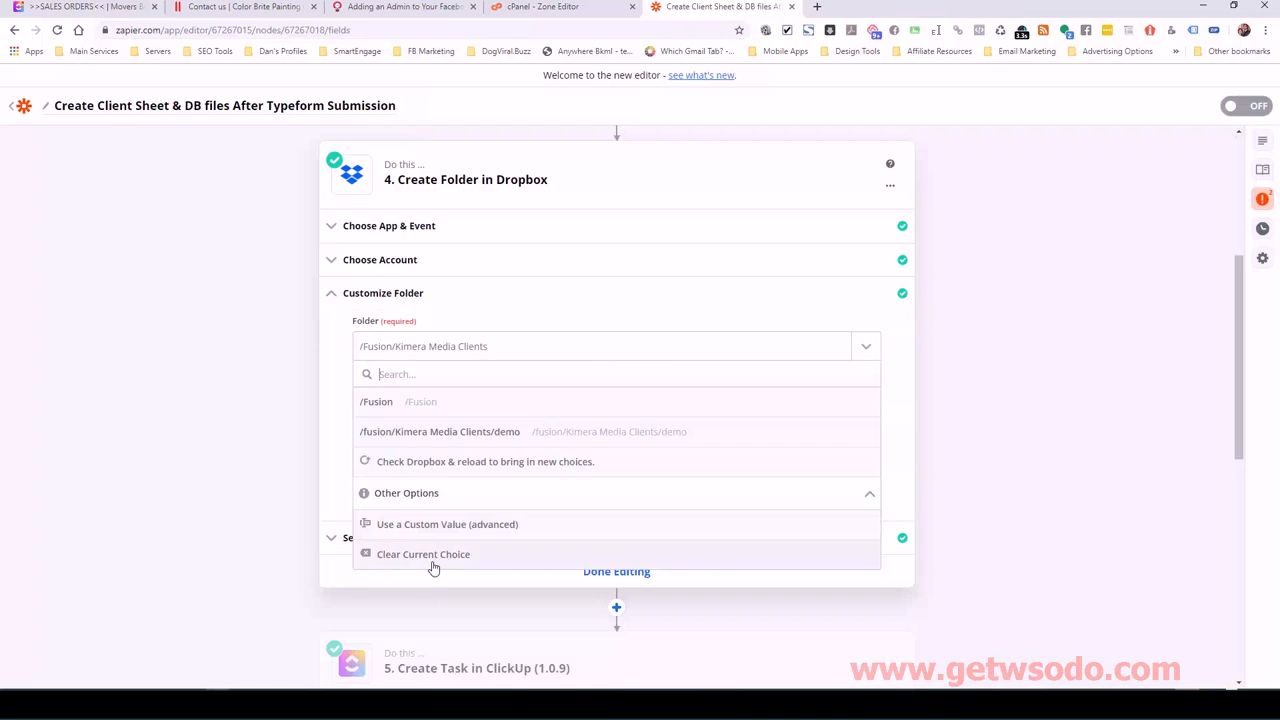 >>SALES ORDERS<< | Movers B
Contact us | Color Brite Painting
Adding an Admin to Your Facebo
cPanel - Zone Editor
Create Client Sheet & DB files Aft
zapier.com/app/editor/67267015/nodes/67267018/fields
Apps
Main Services
Servers
SEO Tools
Dan's Profiles
SmartEngage
FB Marketing
DogViral.Buzz
Anywhere Bkml - te...
Which Gmail Tab? -...
Mobile Apps
Design Tools
Affiliate Resources
Email Marketing
Advertising Options
Other bookmarks
Welcome to the new editor - see what's new.
Create Client Sheet & DB files After Typeform Submission
OFF
Do this ...
4. Create Folder in Dropbox
Choose App & Event
Choose Account
Customize Folder
Folder (required)
/Fusion/Kimera Media Clients
Search...
/Fusion /Fusion
/fusion/Kimera Media Clients/demo /fusion/Kimera Media Clients/demo
Check Dropbox & reload to bring in new choices.
Other Options
Use a Custom Value (advanced)
Se
Clear Current Choice
Done Editing
Do this ...
5. Create Task in ClickUp (1.0.9)
www.getwsodo.com